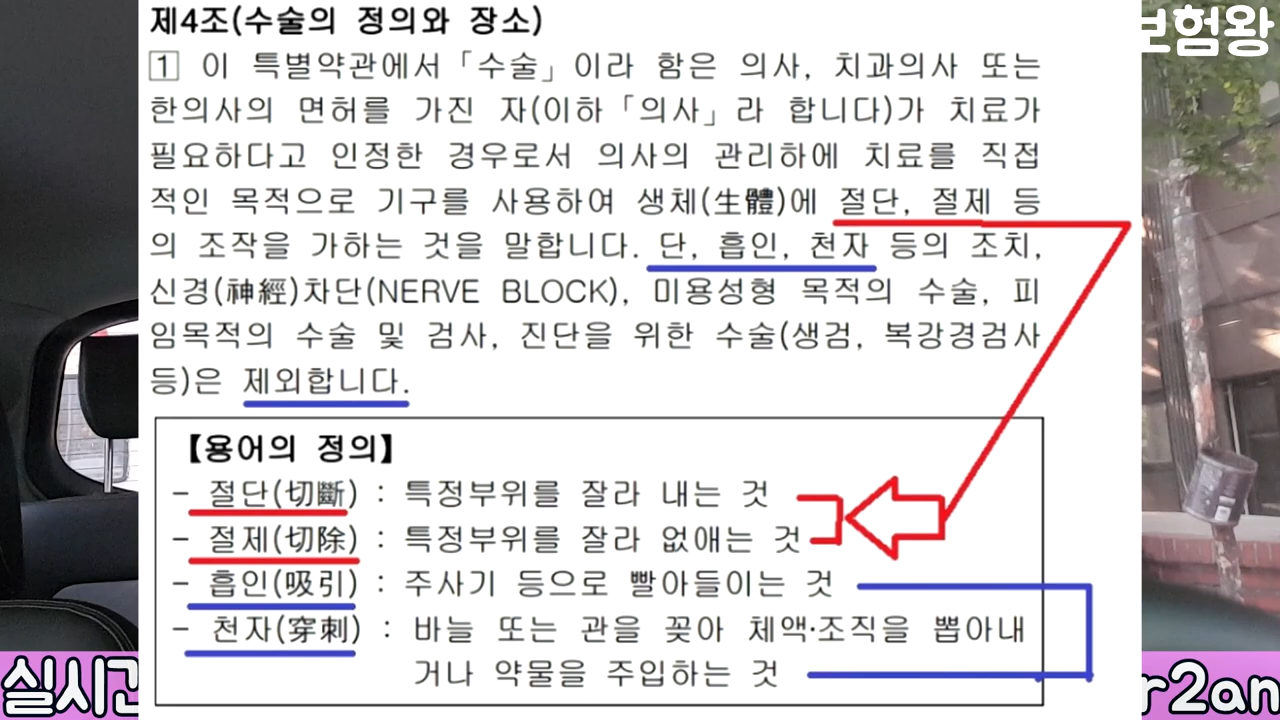 제4조(수술의 정의와 장소)
1 이 특별약관에서「수술」이라 함은 의사, 치과의사 또는
한의사의 면허를 가진 자(이하「의사」라 합니다)가 치료가
필요하다고 인정한 경우로서 의사의 관리하에 치료를 직접
적인 목적으로 기구를 사용하여 생체(生體)에 절단, 절제 등
의 조작을 가하는 것을 말합니다. 단, 흡인, 천자 등의 조치,
신경(神經)차단(NERVE BLOCK), 미용성형 목적의 수술, 피
임목적의 수술 및 검사, 진단을 위한 수술(생검, 복강경검사
등)은 제외합니다.
【용어의 정의】
- 절단(切斷) : 특정부위를 잘라 내는 것
- 절제(切除) : 특정부위를 잘라 없애는 것
- 흡인(吸引) : 주사기 등으로 빨아들이는 것
- 천자(穿刺) : 바늘 또는 관을 꽂아 체액·조직을 뽑아내
거나 약물을 주입하는 것
보험왕
실시간
r2an